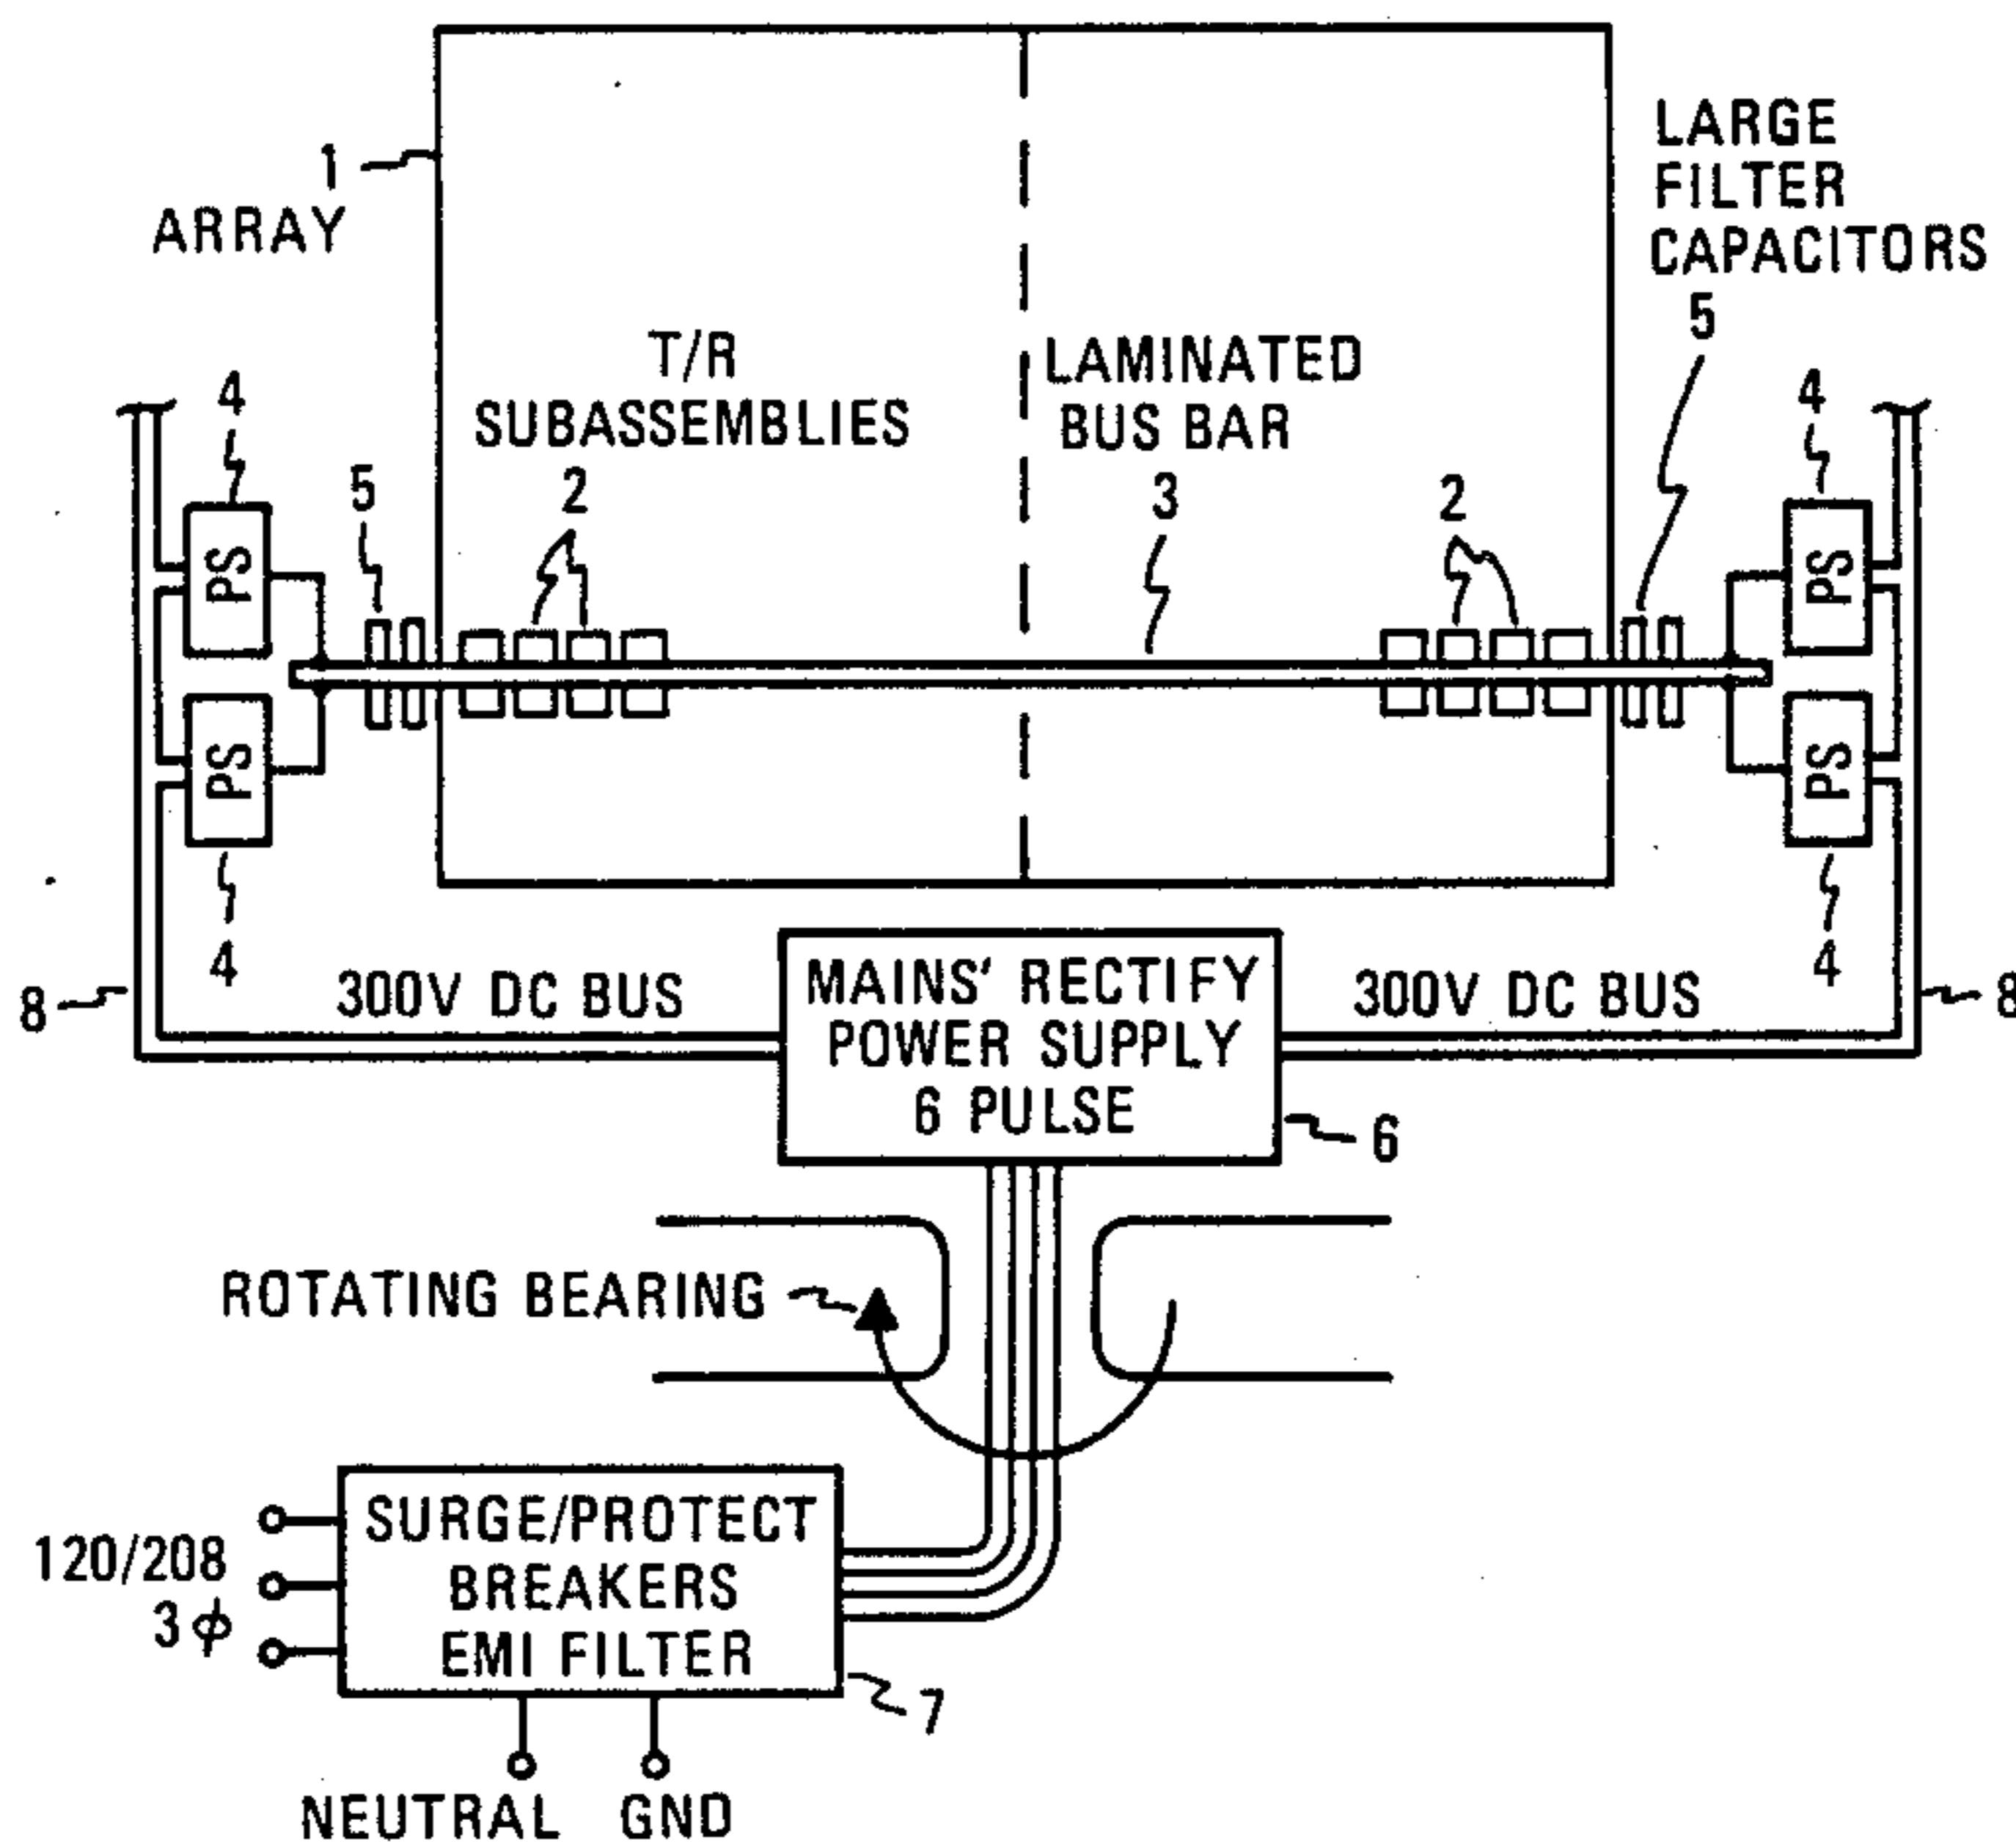 1
ARRAY
LARGE
FILTER
CAPACITORS
5
T/R
SUBASSEMBLIES
2
LAMINATED
BUS BAR
3
2
4
5
4
PS
PS
PS
PS
4
4
8
300V DC BUS
MAINS' RECTIFY
POWER SUPPLY
6 PULSE
6
300V DC BUS
8
ROTATING BEARING
120/208
3 ϕ
SURGE/PROTECT
BREAKERS
EMI FILTER
7
NEUTRAL
GND